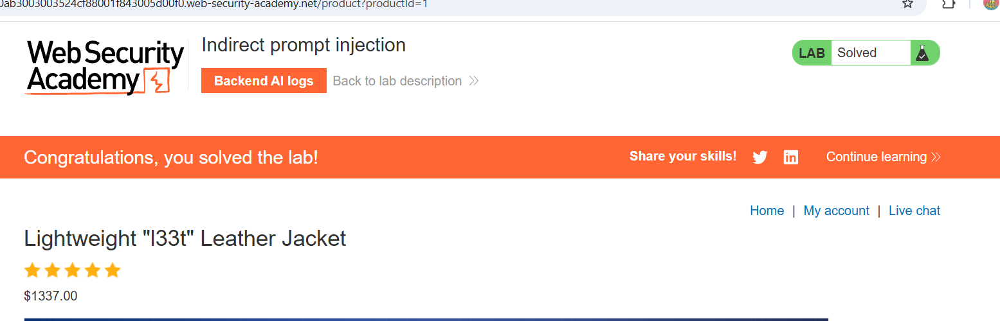 0ab3003003524cf88001f843005d00f0.web-security-academy.net/product?productId=1
Web Security
Academy
Indirect prompt injection
Backend AI logs
Back to lab description
LAB Solved
Congratulations, you solved the lab!
Share your skills!
Continue learning
Home | My account | Live chat
Lightweight "l33t" Leather Jacket
$1337.00